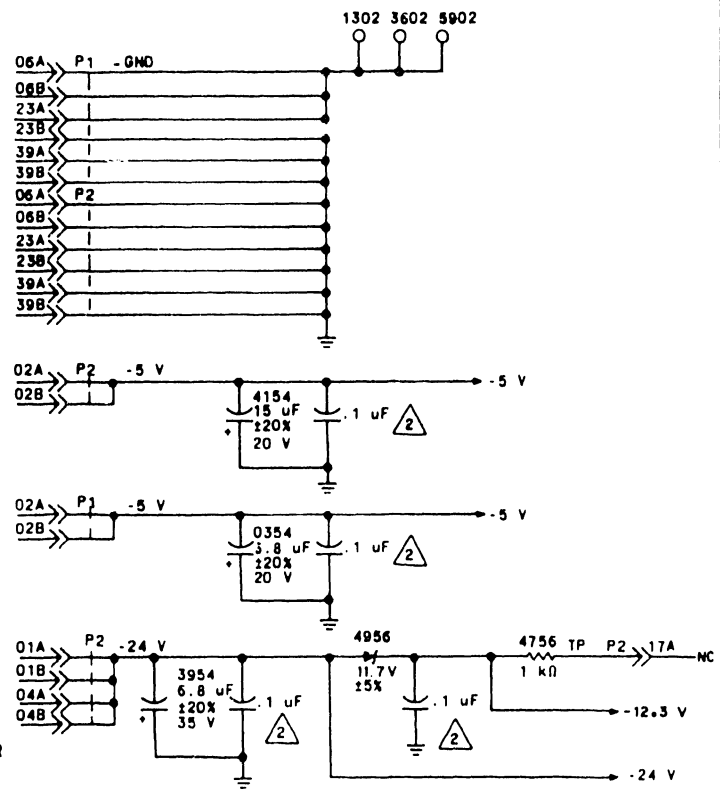 1302 3602 5902
06A P1 - GND
06B
23A
23B
39A
39B
06A P2
06B
23A
23B
39A
39B
02A P2 -5 V -5 V
02B
4154
15 uF .1 uF 2
±20%
20 V
02A P1 -5 V -5 V
02B
0354
.8 uF .1 uF 2
±20%
20 V
01A P2 -24 V 4956 4756 TP P2 17A NC
01B 11.7V 1 kΩ
±5%
04A 3954
04B 6.8 uF .1 uF .1 uF
±20% 2 2
35 V
-12.3 V
R
-24 V